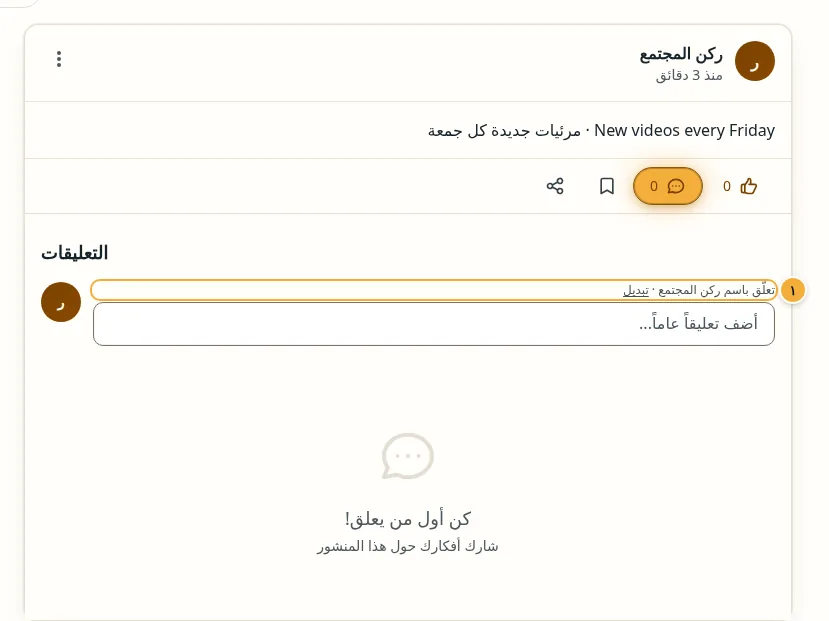 ر
ركن المجتمع
منذ 3 دقائق
New videos every Friday · مرئيات جديدة كل جمعة
0
0
التعليقات
ر
تعلّق باسم ركن المجتمع · تبديل
١
أضف تعليقاً عاماً...
كن أول من يعلق!
شارك أفكارك حول هذا المنشور